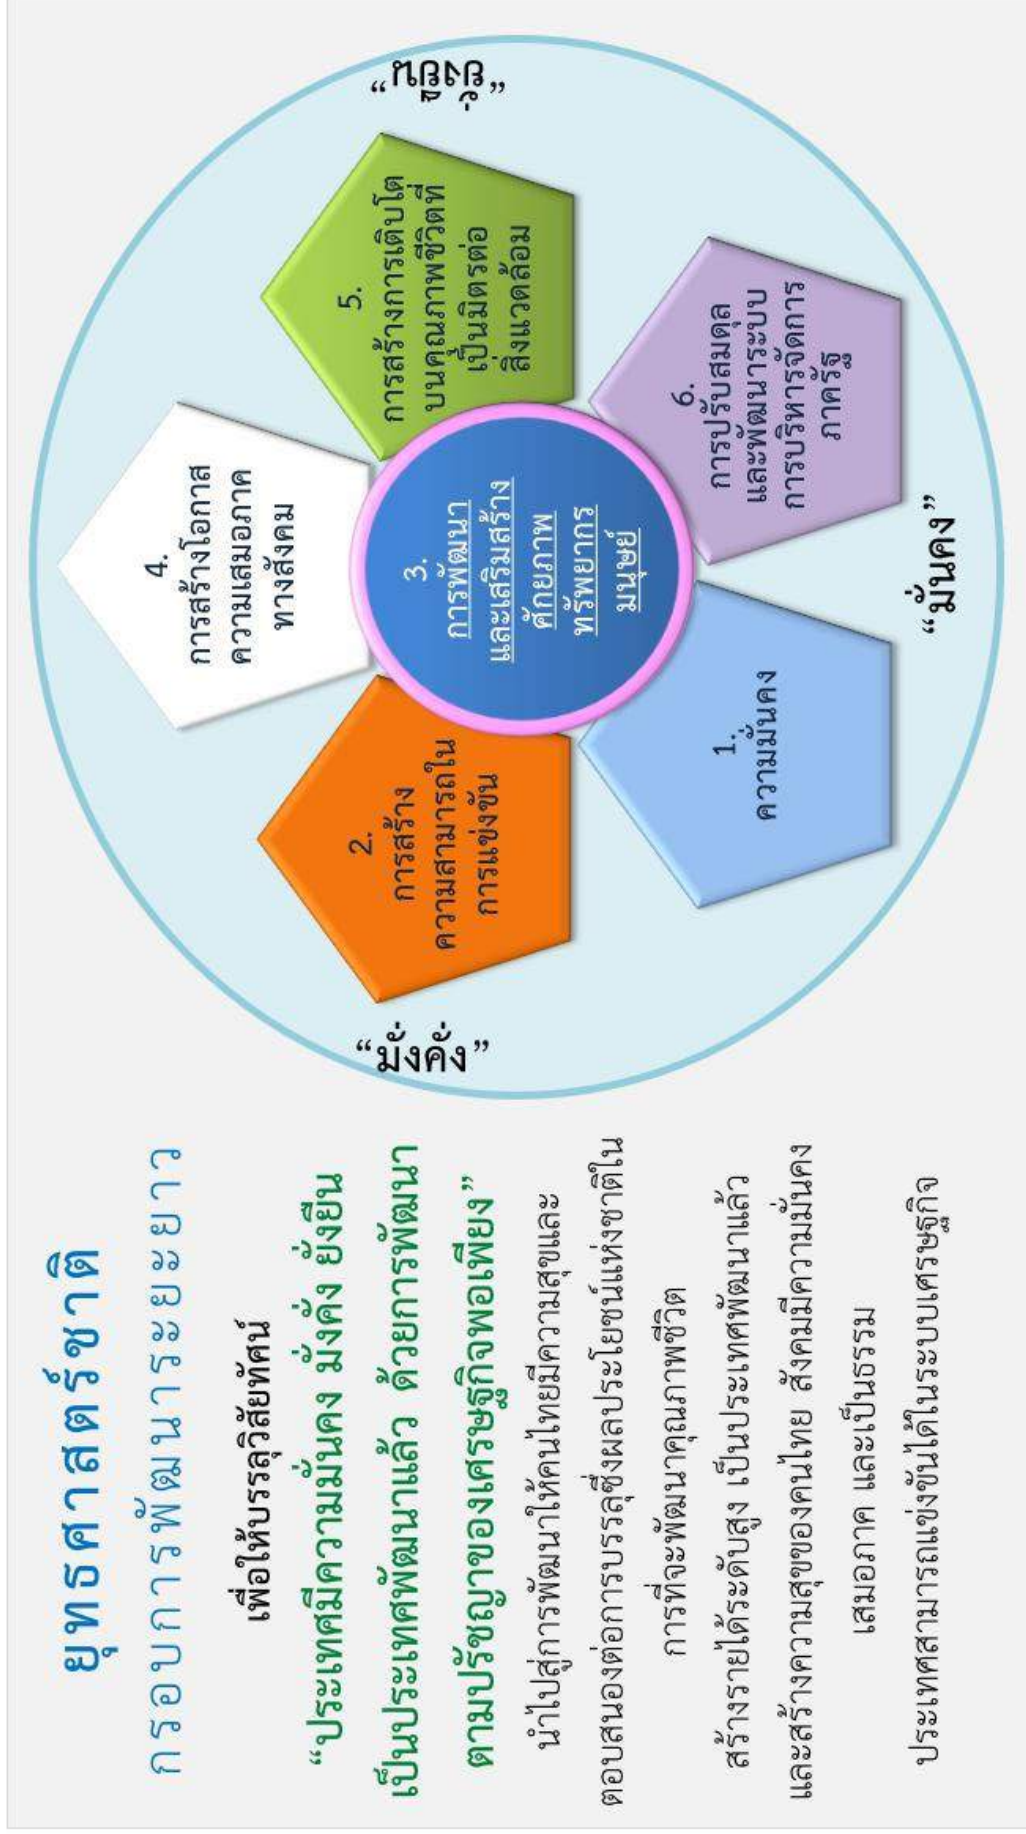 ยุทธศาสตร์ชาติ
กรอบการพัฒนาระยะยาว
เพื่อให้บรรลุวิสัยทัศน์
“ประเทศมีความมั่นคง มั่งคั่ง ยั่งยืน
เป็นประเทศพัฒนาแล้ว ด้วยการพัฒนา
ตามปรัชญาของเศรษฐกิจพอเพียง”
นำไปสู่การพัฒนาให้คนไทยมีความสุขและ
ตอบสนองต่อการบรรลุซึ่งผลประโยชน์แห่งชาติใน
การที่จะพัฒนาคุณภาพชีวิต
สร้างรายได้ระดับสูง เป็นประเทศพัฒนาแล้ว
และสร้างความสุขของคนไทย สังคมมีความมั่นคง
เสมอภาค และเป็นธรรม
ประเทศสามารถแข่งขันได้ในระบบเศรษฐกิจ
“มั่งคั่ง”
“ยั่งยืน”
“มั่นคง”
4.
การสร้างโอกาส
ความเสมอภาค
ทางสังคม
2.
การสร้าง
ความสามารถใน
การแข่งขัน
5.
การสร้างการเติบโต
บนคุณภาพชีวิตที่
เป็นมิตรต่อ
สิ่งแวดล้อม
3.
การพัฒนา
และเสริมสร้าง
ศักยภาพ
ทรัพยากร
มนุษย์
1.
ความมั่นคง
6.
การปรับสมดุล
และพัฒนาระบบ
การบริหารจัดการ
ภาครัฐ